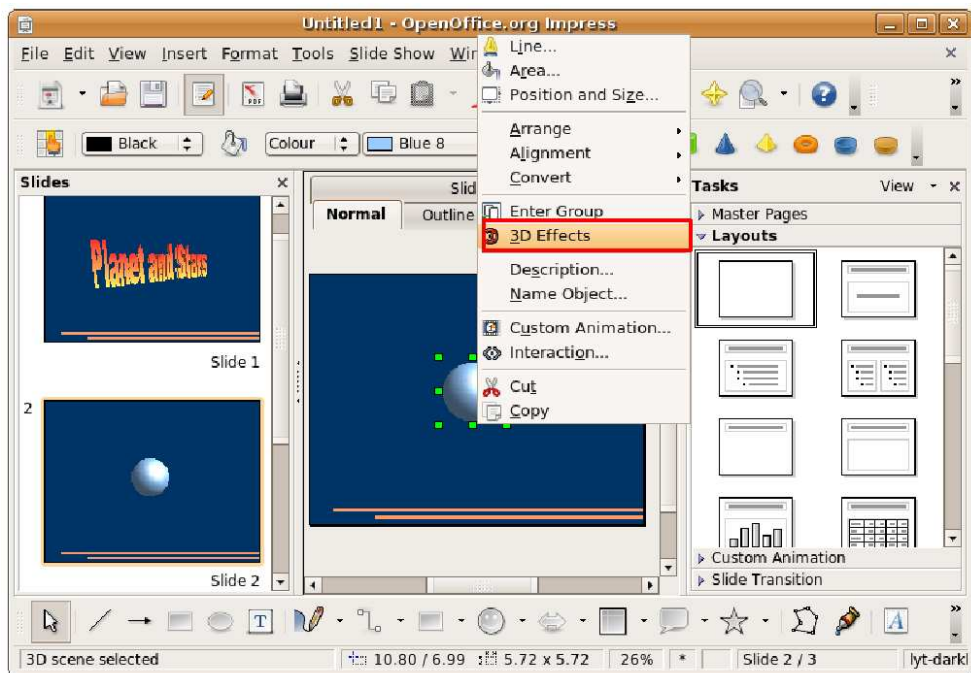 Untitled1 - OpenOffice.org Impress
File Edit View Insert Format Tools Slide Show Win
Black Colour Blue 8
Slides
Planet and Stars
Slide 1
2
Slide 2
Slid
Normal Outline
Line...
Area...
Position and Size...
Arrange
Alignment
Convert
Enter Group
3D Effects
Description...
Name Object...
Custom Animation...
Interaction...
Cut
Copy
Tasks View
Master Pages
Layouts
Custom Animation
Slide Transition
3D scene selected 10.80 / 6.99 5.72 x 5.72 26% * Slide 2 / 3 lyt-darkl